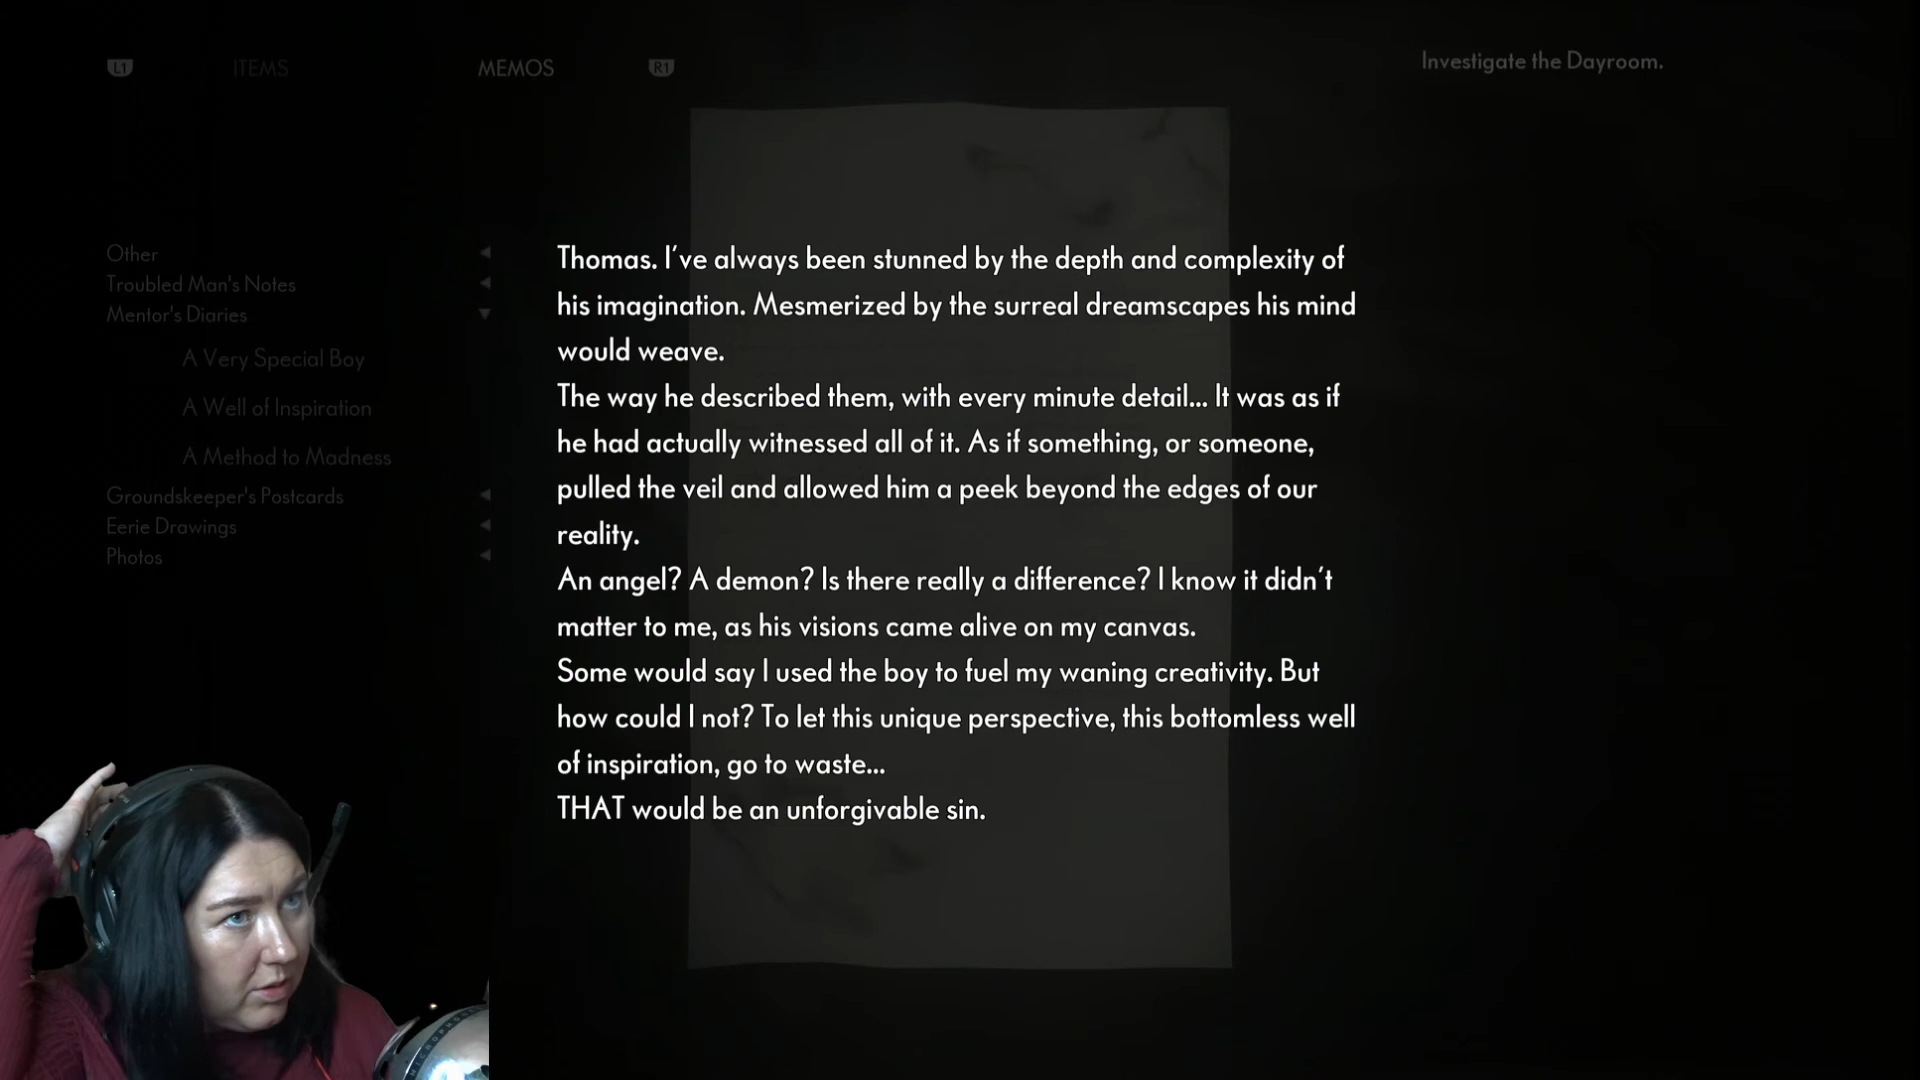 L1
ITEMS
MEMOS
R1
Investigate the Dayroom.
Other
Troubled Man's Notes
Mentor's Diaries
A Very Special Boy
A Well of Inspiration
A Method to Madness
Groundskeeper's Postcards
Eerie Drawings
Photos
Thomas. I've always been stunned by the depth and complexity of
his imagination. Mesmerized by the surreal dreamscapes his mind
would weave.
The way he described them, with every minute detail... It was as if
he had actually witnessed all of it. As if something, or someone,
pulled the veil and allowed him a peek beyond the edges of our
reality.
An angel? A demon? Is there really a difference? I know it didn't
matter to me, as his visions came alive on my canvas.
Some would say I used the boy to fuel my waning creativity. But
how could I not? To let this unique perspective, this bottomless well
of inspiration, go to waste...
THAT would be an unforgivable sin.